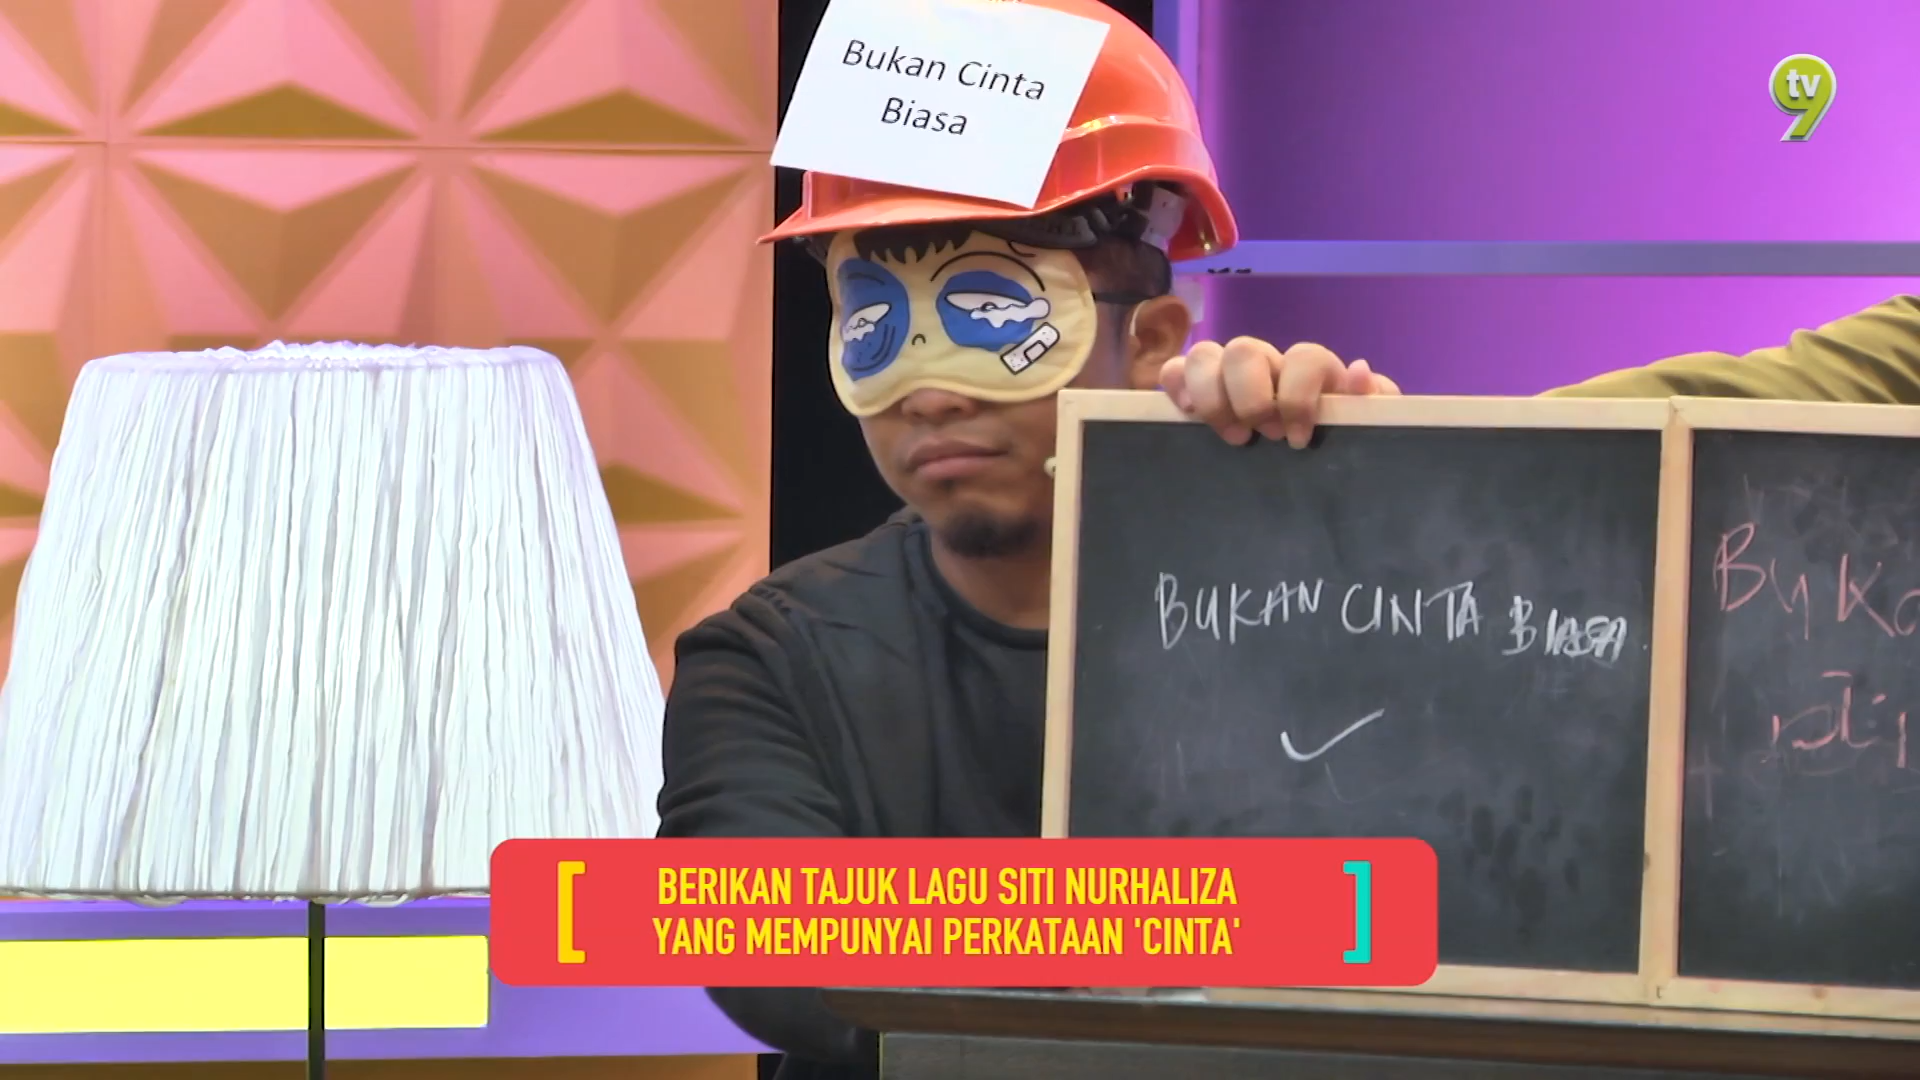 Bukan Cinta
Biasa
tv9
BUKAN CINTA BIASA.
BERIKAN TAJUK LAGU SITI NURHALIZA
YANG MEMPUNYAI PERKATAAN 'CINTA'